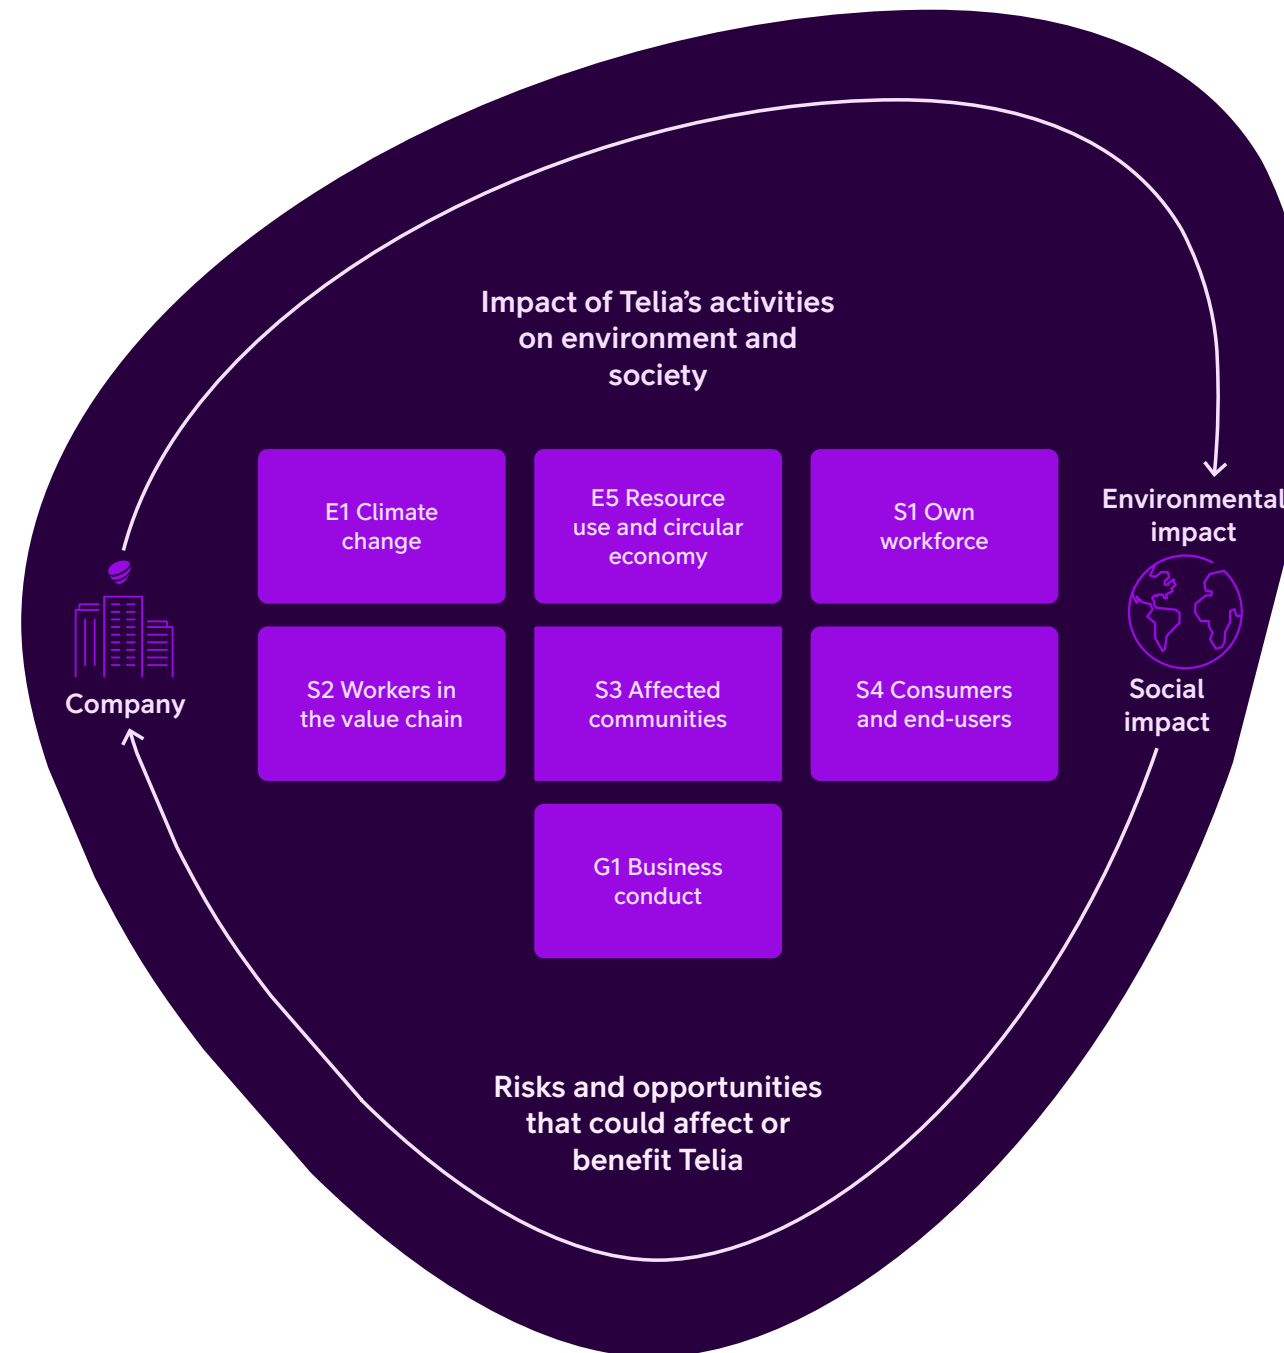 Impact of Telia’s activities
on environment and
society
E1 Climate
change
E5 Resource
use and circular
economy
S1 Own
workforce
Environmental
impact
S2 Workers in
the value chain
S3 Affected
communities
S4 Consumers
and end-users
Company
Social
impact
G1 Business
conduct
Risks and opportunities
that could affect or
benefit Telia